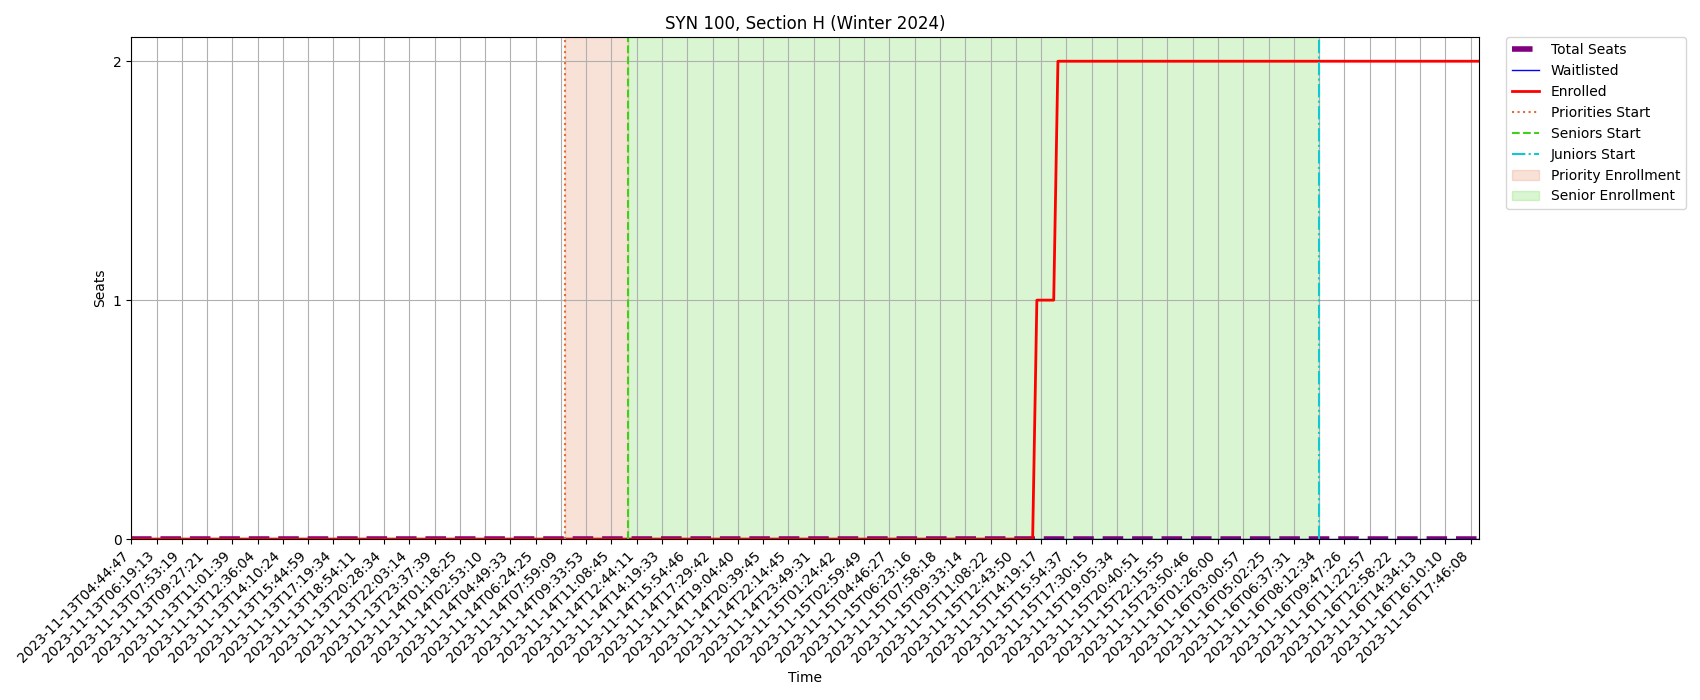 SYN 100, Section H (Winter 2024)
Total Seats
Waitlisted
Enrolled
Priorities Start
Seniors Start
Juniors Start
Priority Enrollment
Senior Enrollment
Seats
2
1
0
2023-11-13T04:44:47
2023-11-13T06:19:13
2023-11-13T07:53:19
2023-11-13T09:27:21
2023-11-13T11:01:39
2023-11-13T12:36:04
2023-11-13T14:10:24
2023-11-13T15:44:59
2023-11-13T17:19:34
2023-11-13T18:54:11
2023-11-13T20:28:34
2023-11-13T22:03:14
2023-11-13T23:37:39
2023-11-14T01:18:25
2023-11-14T02:53:10
2023-11-14T04:49:33
2023-11-14T06:24:25
2023-11-14T07:59:09
2023-11-14T09:33:53
2023-11-14T11:08:45
2023-11-14T12:44:11
2023-11-14T14:19:33
2023-11-14T15:54:46
2023-11-14T17:29:42
2023-11-14T19:04:40
2023-11-14T20:39:45
2023-11-14T22:14:45
2023-11-14T23:49:31
2023-11-15T01:24:42
2023-11-15T02:59:49
2023-11-15T04:46:27
2023-11-15T06:23:16
2023-11-15T07:58:18
2023-11-15T09:33:14
2023-11-15T11:08:22
2023-11-15T12:43:50
2023-11-15T14:19:17
2023-11-15T15:54:37
2023-11-15T17:30:15
2023-11-15T19:05:34
2023-11-15T20:40:51
2023-11-15T22:15:55
2023-11-15T23:50:46
2023-11-16T01:26:00
2023-11-16T03:00:57
2023-11-16T05:02:25
2023-11-16T06:37:31
2023-11-16T08:12:34
2023-11-16T09:47:26
2023-11-16T11:22:57
2023-11-16T12:58:22
2023-11-16T14:34:13
2023-11-16T16:10:10
2023-11-16T17:46:08
Time